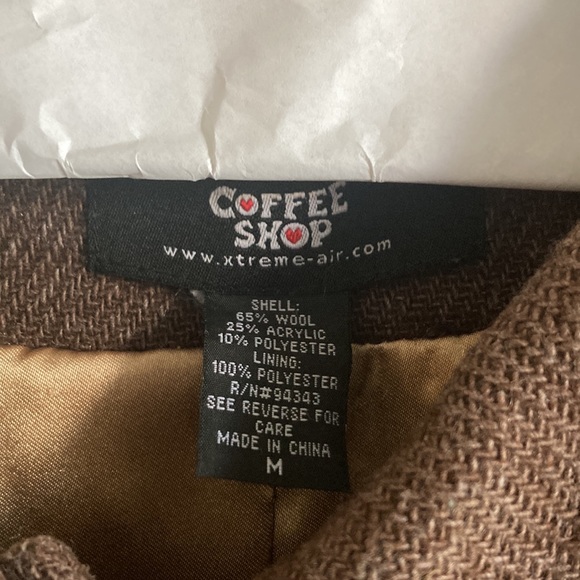 COFFEE
SHOP
www.xtreme-air.com
SHELL:
65% WOOL
25% ACRYLIC
10% POLYESTER
LINING:
100% POLYESTER
R/N#94343
SEE REVERSE FOR
CARE
MADE IN CHINA
M